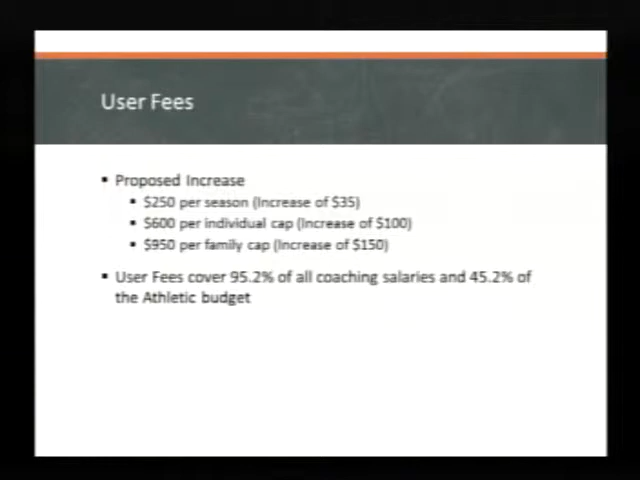 User Fees
▪ Proposed Increase
▪ $250 per season (Increase of $35)
▪ $600 per individual cap (Increase of $100)
▪ $950 per family cap (Increase of $150)
▪ User Fees cover 95.2% of all coaching salaries and 45.2% of
the Athletic budget